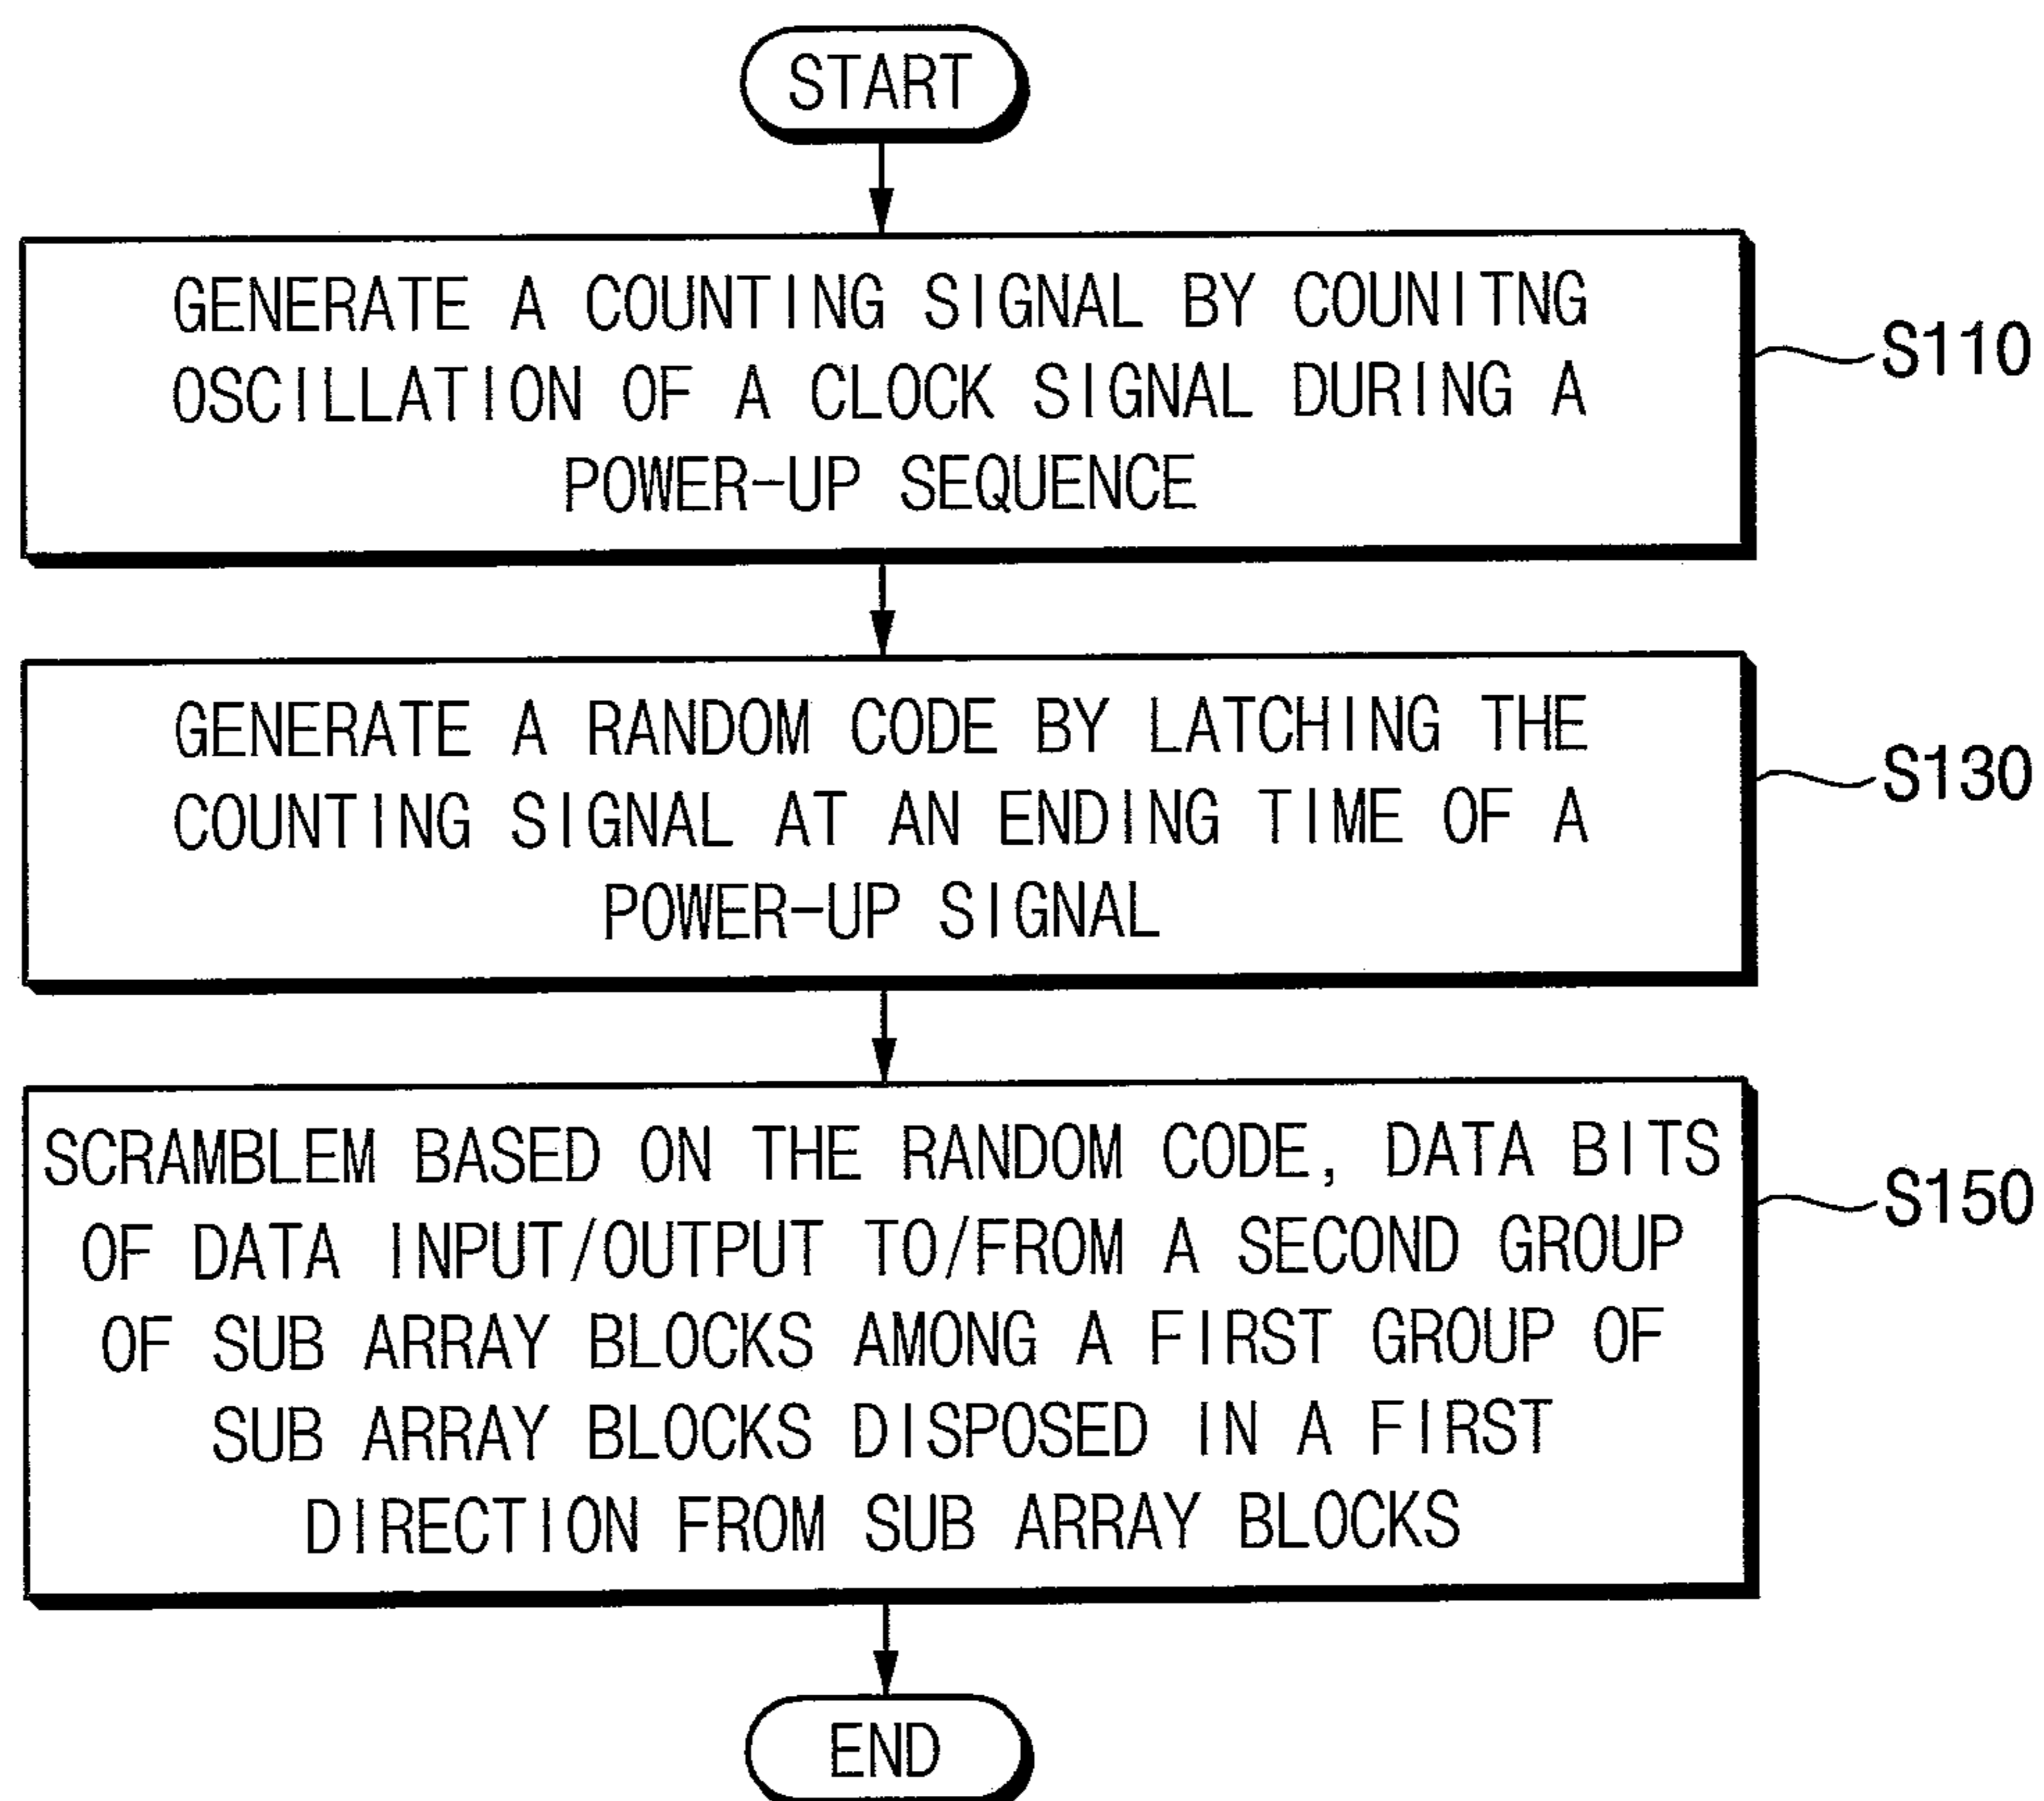 START
GENERATE A COUNTING SIGNAL BY COUNITNG
OSCILLATION OF A CLOCK SIGNAL DURING A
POWER-UP SEQUENCE
S110
GENERATE A RANDOM CODE BY LATCHING THE
COUNTING SIGNAL AT AN ENDING TIME OF A
POWER-UP SIGNAL
S130
SCRAMBLEM BASED ON THE RANDOM CODE, DATA BITS
OF DATA INPUT/OUTPUT TO/FROM A SECOND GROUP
OF SUB ARRAY BLOCKS AMONG A FIRST GROUP OF
SUB ARRAY BLOCKS DISPOSED IN A FIRST
DIRECTION FROM SUB ARRAY BLOCKS
S150
END